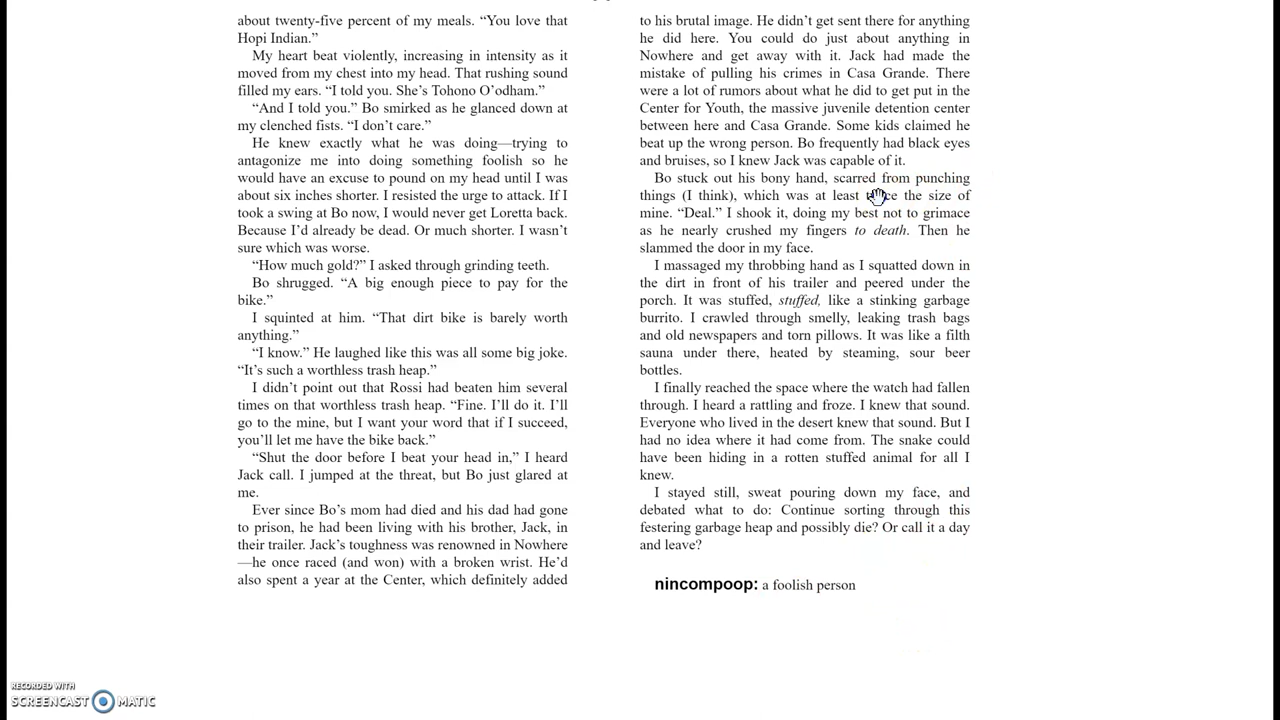 about twenty-five percent of my meals. “You love that
Hopi Indian.”
My heart beat violently, increasing in intensity as it
moved from my chest into my head. That rushing sound
filled my ears. “I told you. She’s Tohono O’odham.”
“And I told you.” Bo smirked as he glanced down at
my clenched fists. “I don’t care.”
He knew exactly what he was doing—trying to
antagonize me into doing something foolish so he
would have an excuse to pound on my head until I was
about six inches shorter. I resisted the urge to attack. If I
took a swing at Bo now, I would never get Loretta back.
Because I’d already be dead. Or much shorter. I wasn’t
sure which was worse.
“How much gold?” I asked through grinding teeth.
Bo shrugged. “A big enough piece to pay for the
bike.”
I squinted at him. “That dirt bike is barely worth
anything.”
“I know.” He laughed like this was all some big joke.
“It’s such a worthless trash heap.”
I didn’t point out that Rossi had beaten him several
times on that worthless trash heap. “Fine. I’ll do it. I’ll
go to the mine, but I want your word that if I succeed,
you’ll let me have the bike back.”
“Shut the door before I beat your head in,” I heard
Jack call. I jumped at the threat, but Bo just glared at
me.
Ever since Bo’s mom had died and his dad had gone
to prison, he had been living with his brother, Jack, in
their trailer. Jack’s toughness was renowned in Nowhere
—he once raced (and won) with a broken wrist. He’d
also spent a year at the Center, which definitely added
to his brutal image. He didn’t get sent there for anything
he did here. You could do just about anything in
Nowhere and get away with it. Jack had made the
mistake of pulling his crimes in Casa Grande. There
were a lot of rumors about what he did to get put in the
Center for Youth, the massive juvenile detention center
between here and Casa Grande. Some kids claimed he
beat up the wrong person. Bo frequently had black eyes
and bruises, so I knew Jack was capable of it.
Bo stuck out his bony hand, scarred from punching
things (I think), which was at least the size of
mine. “Deal.” I shook it, doing my best not to grimace
as he nearly crushed my fingers to death. Then he
slammed the door in my face.
I massaged my throbbing hand as I squatted down in
the dirt in front of his trailer and peered under the
porch. It was stuffed, stuffed, like a stinking garbage
burrito. I crawled through smelly, leaking trash bags
and old newspapers and torn pillows. It was like a filth
sauna under there, heated by steaming, sour beer
bottles.
I finally reached the space where the watch had fallen
through. I heard a rattling and froze. I knew that sound.
Everyone who lived in the desert knew that sound. But I
had no idea where it had come from. The snake could
have been hiding in a rotten stuffed animal for all I
knew.
I stayed still, sweat pouring down my face, and
debated what to do: Continue sorting through this
festering garbage heap and possibly die? Or call it a day
and leave?
nincompoop: a foolish person
RECORDED WITH
SCREENCAST MATIC